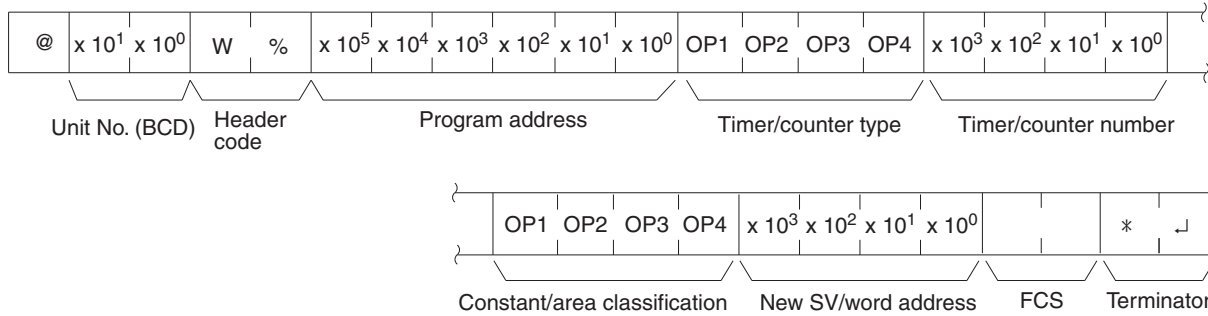 @ x 10¹ x 10⁰ W % x 10⁵ x 10⁴ x 10³ x 10² x 10¹ x 10⁰ OP1 OP2 OP3 OP4 x 10³ x 10² x 10¹ x 10⁰
Unit No. (BCD) Header code Program address Timer/counter type Timer/counter number
OP1 OP2 OP3 OP4 x 10³ x 10² x 10¹ x 10⁰ * ↵
Constant/area classification New SV/word address FCS Terminator